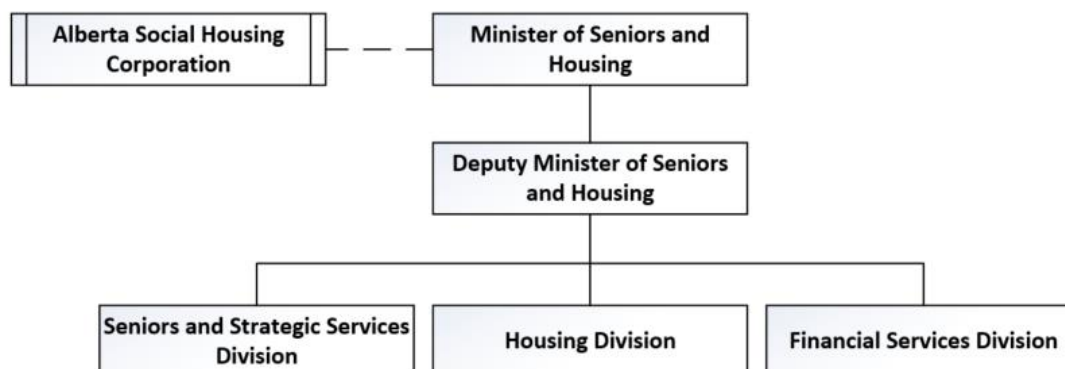 Alberta Social Housing
Corporation
Minister of Seniors and
Housing
Deputy Minister of Seniors
and Housing
Seniors and Strategic Services
Division
Housing Division
Financial Services Division